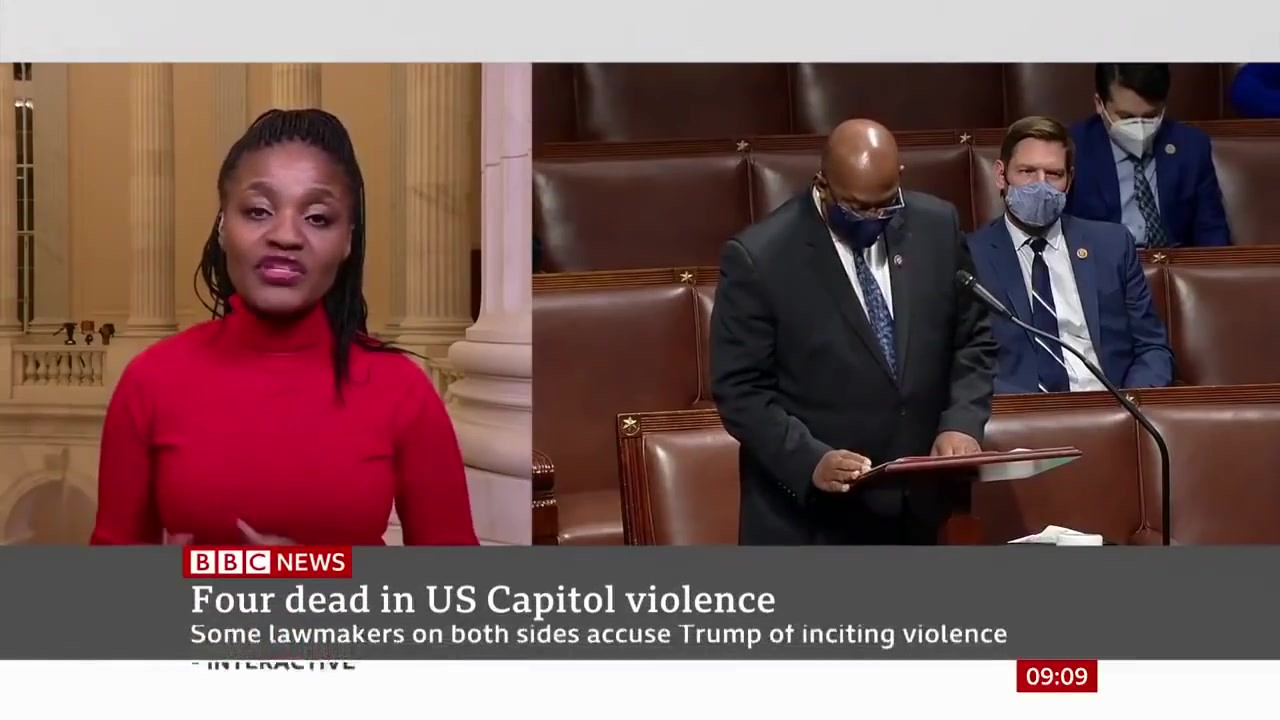 BBC NEWS
Four dead in US Capitol violence
Some lawmakers on both sides accuse Trump of inciting violence
- INTERACTIVE
09:09